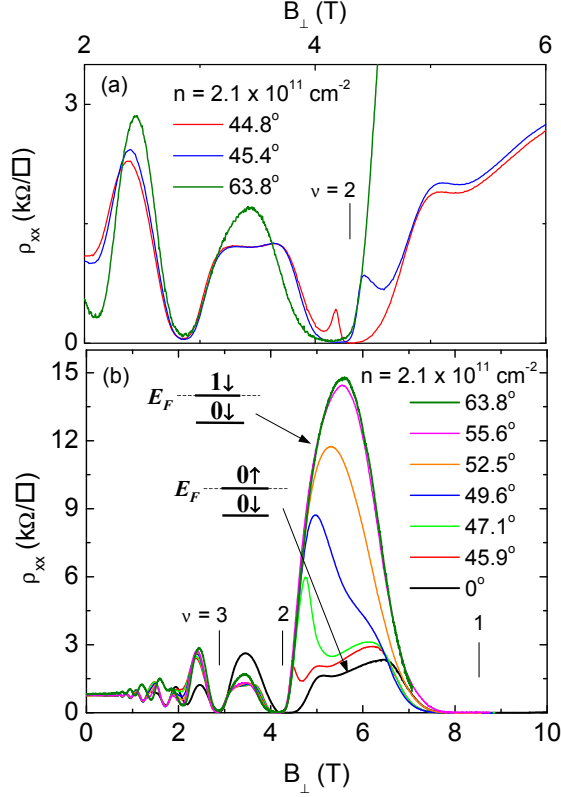 B⊥ (T)
2 4 6
(a)
n = 2.1 x 10¹¹ cm⁻²
44.8°
45.4°
63.8°
ν = 2
3
0
ρxx (kΩ/□)
(b)
n = 2.1 x 10¹¹ cm⁻²
63.8°
55.6°
52.5°
49.6°
47.1°
45.9°
0°
1↓
EF
0↓
0↑
EF
0↓
ν = 3
2
1
15
12
9
6
3
0
ρxx (kΩ/□)
0 2 4 6 8 10
B⊥ (T)